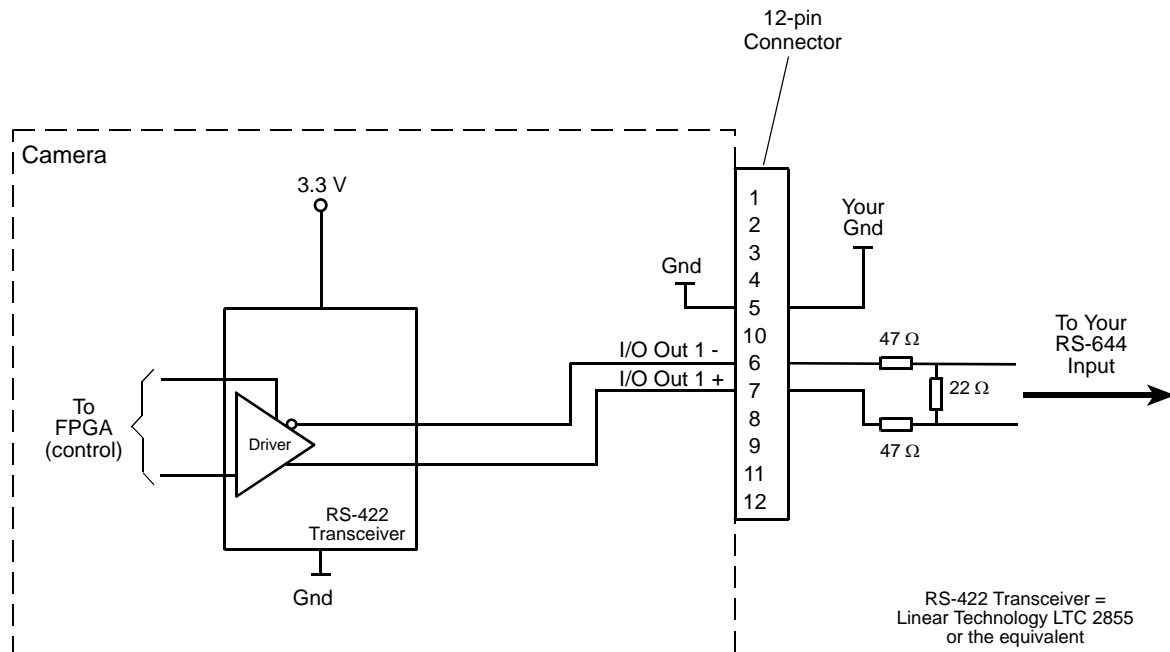 12-pin
Connector
Camera
3.3 V
1
2
3
4
5
10
6
7
8
9
11
12
Your
Gnd
Gnd
I/O Out 1 -
I/O Out 1 +
47 Ω
22 Ω
47 Ω
To Your
RS-644
Input
To
FPGA
(control)
Driver
RS-422
Transceiver
Gnd
RS-422 Transceiver =
Linear Technology LTC 2855
or the equivalent